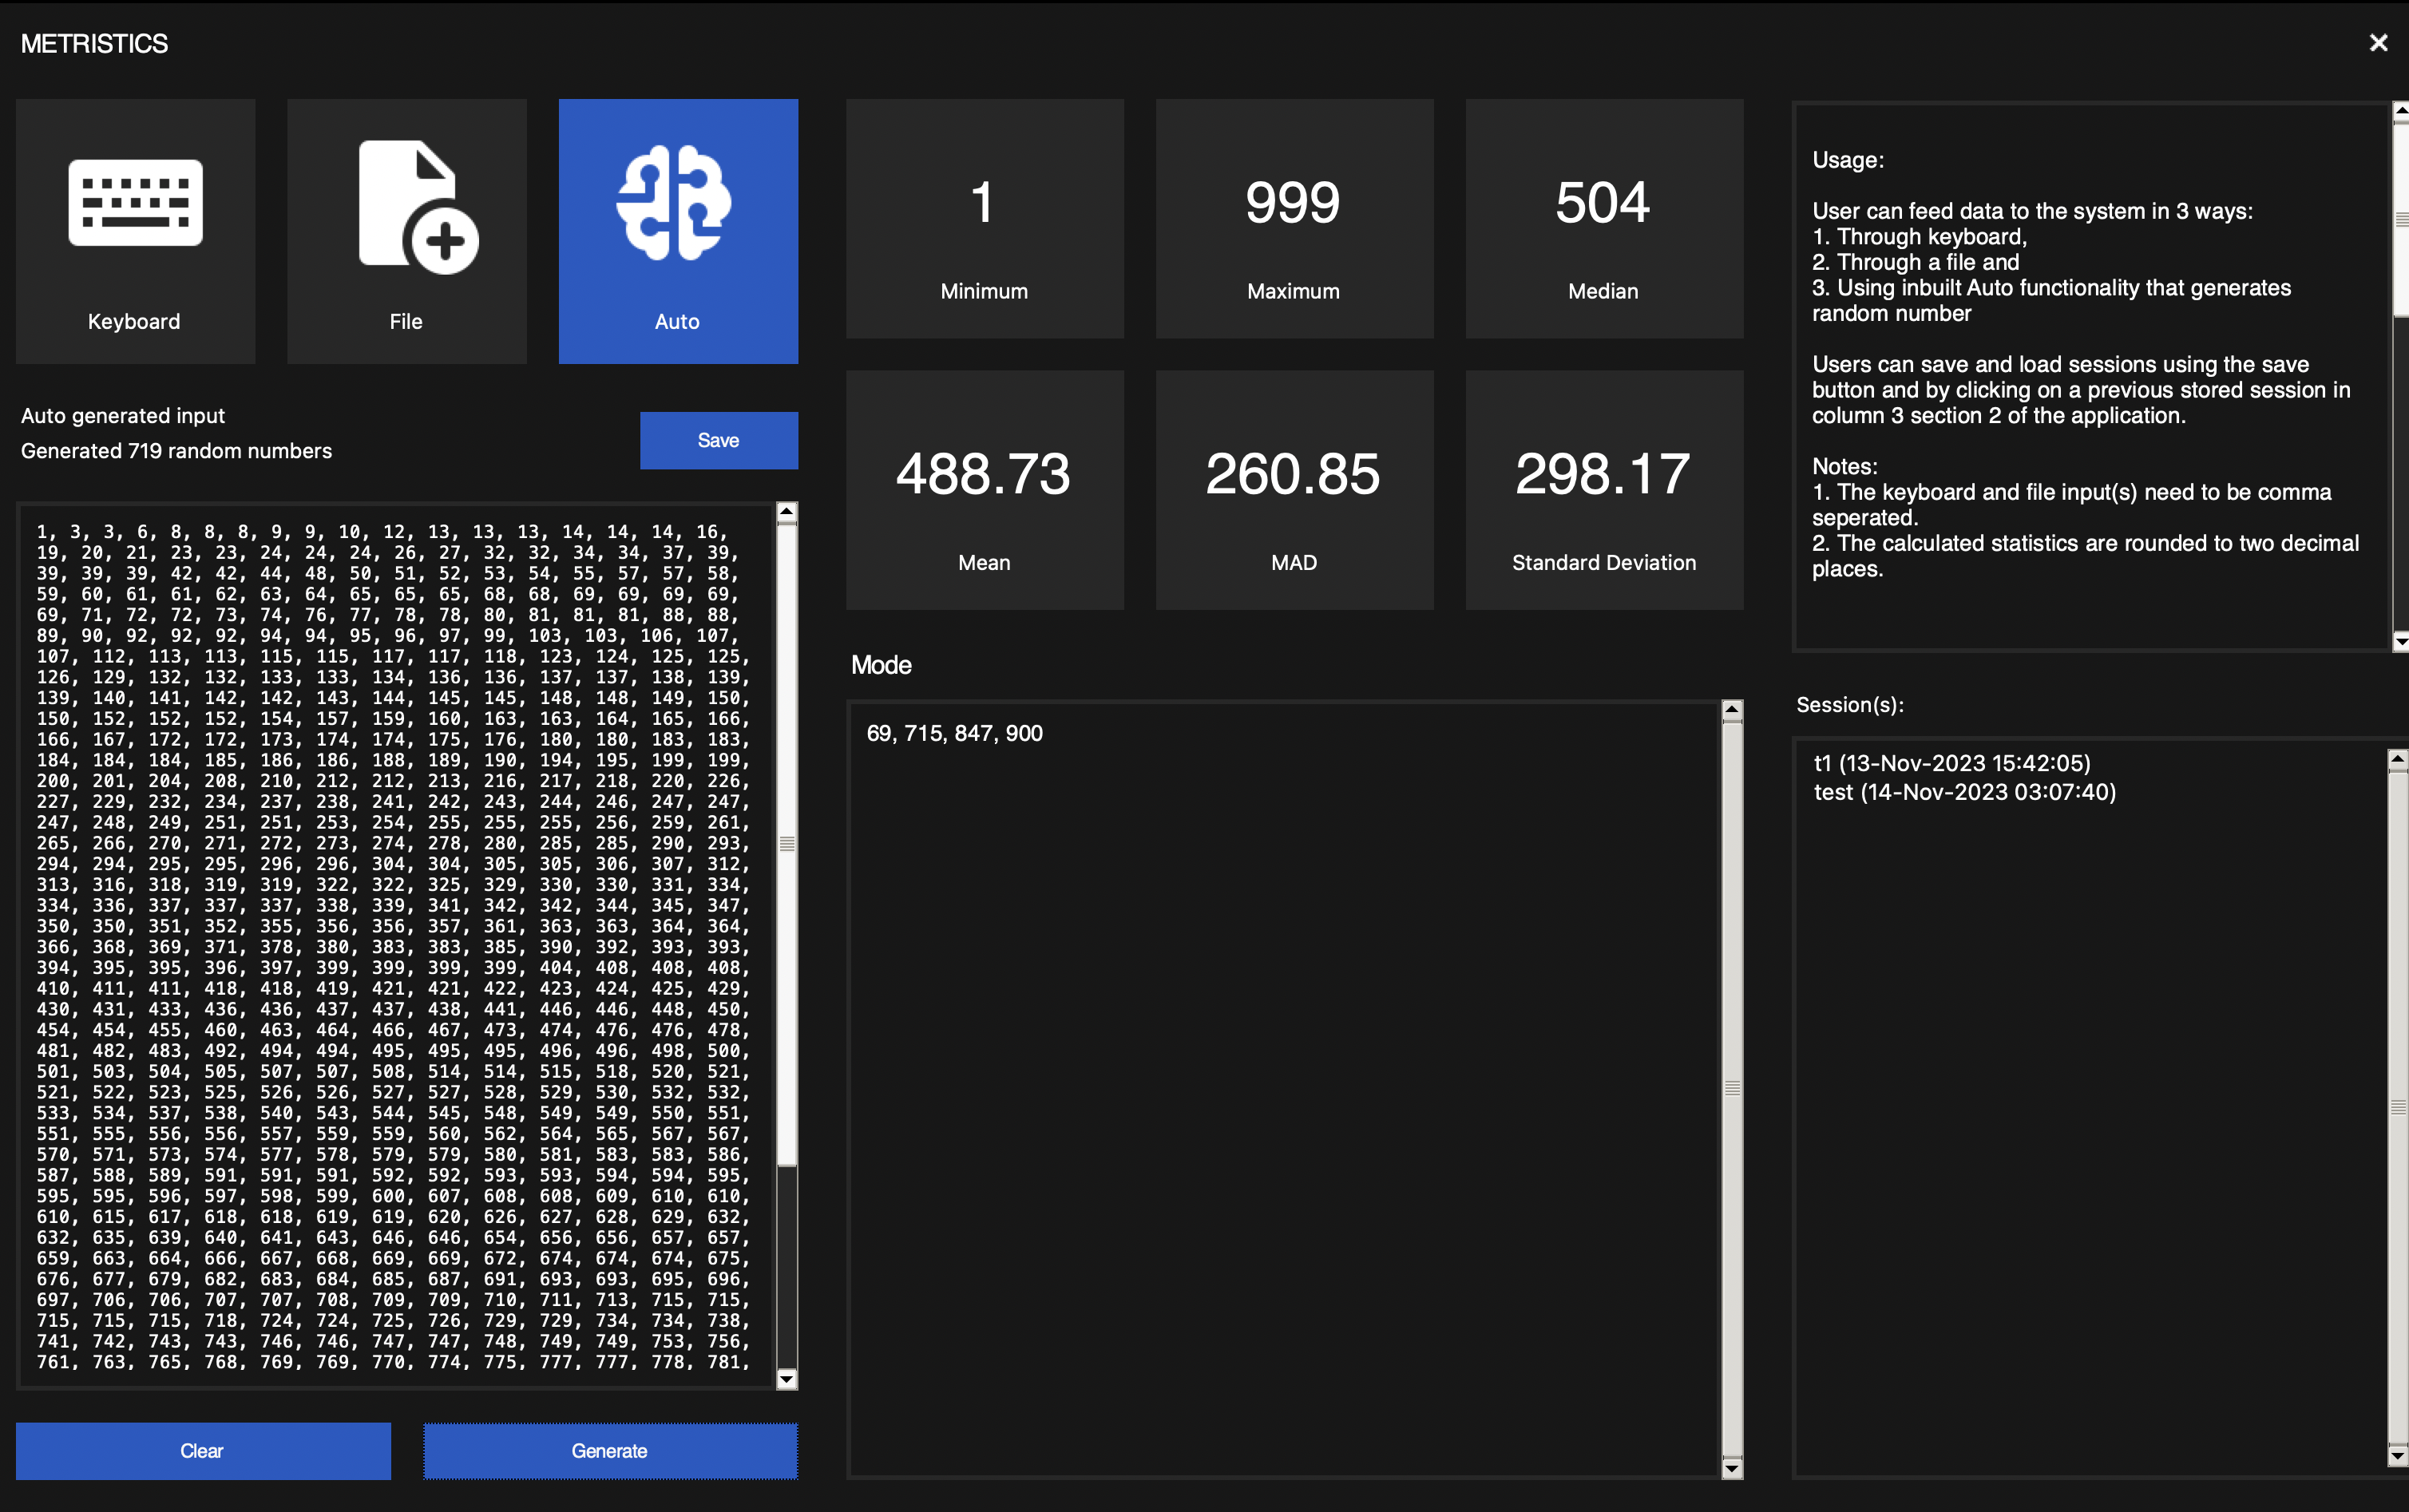 METRISTICS
Keyboard
File
Auto
Auto generated input
Generated 719 random numbers
Save
1, 3, 3, 6, 8, 8, 8, 9, 9, 10, 12, 13, 13, 13, 14, 14, 14, 16,
19, 20, 21, 23, 23, 24, 24, 24, 26, 27, 32, 32, 34, 34, 37, 39,
39, 39, 39, 42, 42, 44, 48, 50, 51, 52, 53, 54, 55, 57, 57, 58,
59, 60, 61, 61, 62, 63, 64, 65, 65, 65, 68, 68, 69, 69, 69, 69,
69, 71, 72, 72, 73, 74, 76, 77, 78, 78, 80, 81, 81, 81, 88, 88,
89, 90, 92, 92, 92, 94, 94, 95, 96, 97, 99, 103, 103, 106, 107,
107, 112, 113, 113, 115, 115, 117, 117, 118, 123, 124, 125, 125,
126, 129, 132, 132, 133, 133, 134, 136, 136, 137, 137, 138, 139,
139, 140, 141, 142, 142, 143, 144, 145, 145, 148, 148, 149, 150,
150, 152, 152, 152, 154, 157, 159, 160, 163, 163, 164, 165, 166,
166, 167, 172, 172, 173, 174, 174, 175, 176, 180, 180, 183, 183,
184, 184, 184, 185, 186, 186, 188, 189, 190, 194, 195, 199, 199,
200, 201, 204, 208, 210, 212, 212, 213, 216, 217, 218, 220, 226,
227, 229, 232, 234, 237, 238, 241, 242, 243, 244, 246, 247, 247,
247, 248, 249, 251, 251, 253, 254, 255, 255, 255, 256, 259, 261,
265, 266, 270, 271, 272, 273, 274, 278, 280, 285, 285, 290, 293,
294, 294, 295, 295, 296, 296, 304, 304, 305, 305, 306, 307, 312,
313, 316, 318, 319, 319, 322, 322, 325, 329, 330, 330, 331, 334,
334, 336, 337, 337, 337, 338, 339, 341, 342, 342, 344, 345, 347,
350, 350, 351, 352, 355, 356, 356, 357, 361, 363, 363, 364, 364,
366, 368, 369, 371, 378, 380, 383, 383, 385, 390, 392, 393, 393,
394, 395, 395, 396, 397, 399, 399, 399, 399, 404, 408, 408, 408,
410, 411, 411, 418, 418, 419, 421, 421, 422, 423, 424, 425, 429,
430, 431, 433, 436, 436, 437, 437, 438, 441, 446, 446, 448, 450,
454, 454, 455, 460, 463, 464, 466, 467, 473, 474, 476, 476, 478,
481, 482, 483, 492, 494, 494, 495, 495, 495, 496, 496, 498, 500,
501, 503, 504, 505, 507, 507, 508, 514, 514, 515, 518, 520, 521,
521, 522, 523, 525, 526, 526, 527, 527, 528, 529, 530, 532, 532,
533, 534, 537, 538, 540, 543, 544, 545, 548, 549, 549, 550, 551,
551, 555, 556, 556, 557, 559, 559, 560, 562, 564, 565, 567, 567,
570, 571, 573, 574, 577, 578, 579, 579, 580, 581, 583, 583, 586,
587, 588, 589, 591, 591, 591, 592, 592, 593, 593, 594, 594, 595,
595, 595, 596, 597, 598, 599, 600, 607, 608, 608, 609, 610, 610,
610, 615, 617, 618, 618, 619, 619, 620, 626, 627, 628, 629, 632,
632, 635, 639, 640, 641, 643, 646, 646, 654, 656, 656, 657, 657,
659, 663, 664, 666, 667, 668, 669, 669, 672, 674, 674, 674, 675,
676, 677, 679, 682, 683, 684, 685, 687, 691, 693, 693, 695, 696,
697, 706, 706, 707, 707, 708, 709, 709, 710, 711, 713, 715, 715,
715, 715, 715, 718, 724, 724, 725, 726, 729, 729, 734, 734, 738,
741, 742, 743, 743, 746, 746, 747, 747, 748, 749, 749, 753, 756,
761, 763, 765, 768, 769, 769, 770, 774, 775, 777, 777, 778, 781,
Clear
Generate
1
Minimum
999
Maximum
504
Median
488.73
Mean
260.85
MAD
298.17
Standard Deviation
Mode
69, 715, 847, 900
Usage:
User can feed data to the system in 3 ways:
1. Through keyboard,
2. Through a file and
3. Using inbuilt Auto functionality that generates
random number
Users can save and load sessions using the save
button and by clicking on a previous stored session in
column 3 section 2 of the application.
Notes:
1. The keyboard and file input(s) need to be comma
seperated.
2. The calculated statistics are rounded to two decimal
places.
Session(s):
t1 (13-Nov-2023 15:42:05)
test (14-Nov-2023 03:07:40)